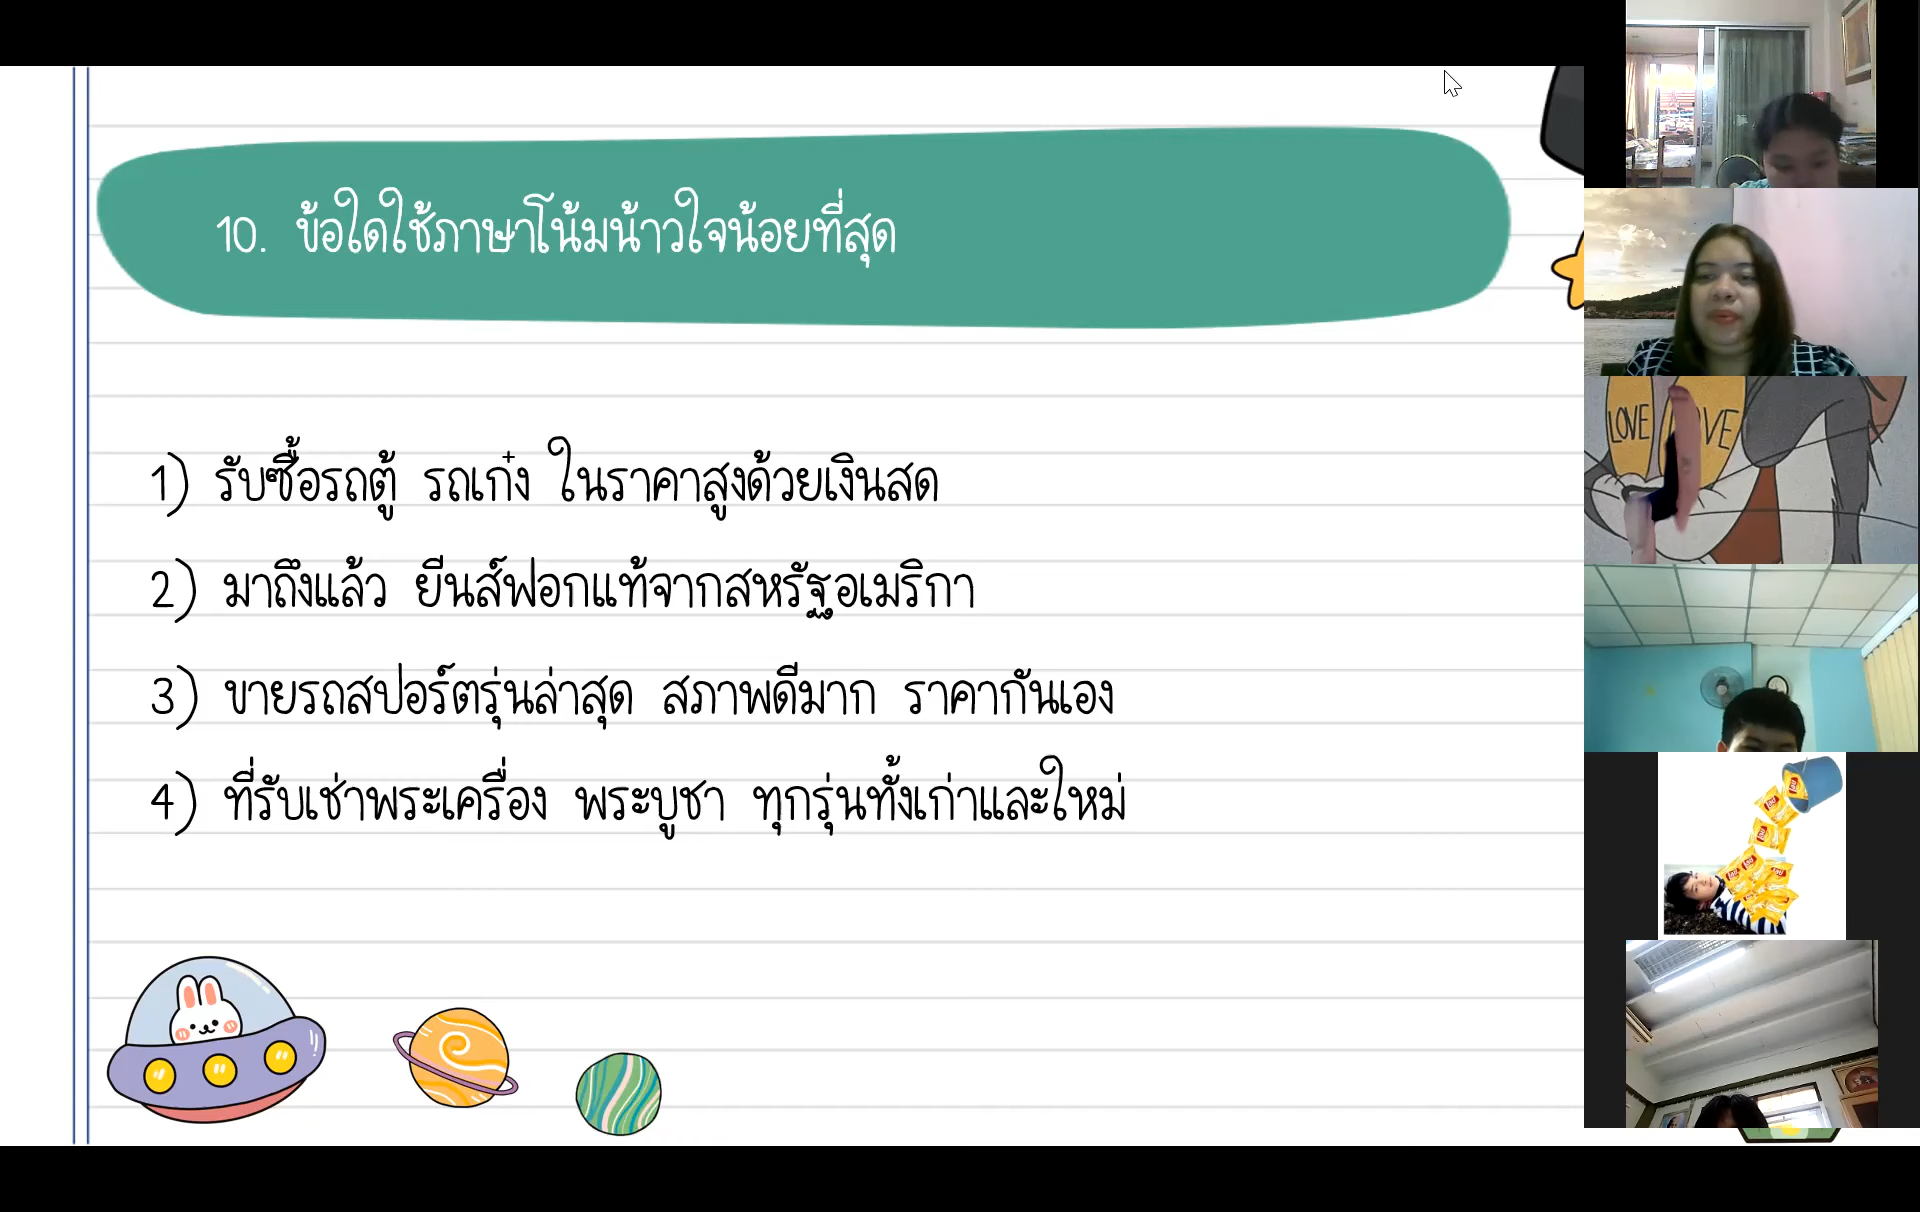 10. ข้อใดใช้ภาษาโน้มน้าวใจน้อยที่สุด
1) รับซื้อรถตู้ รถเก๋ง ในราคาสูงด้วยเงินสด
2) มาถึงแล้ว ยีนส์ฟอกแท้จากสหรัฐอเมริกา
3) ขายรถสปอร์ตรุ่นล่าสุด สภาพดีมาก ราคากันเอง
4) ที่รับเช่าพระเครื่อง พระบูชา ทุกรุ่นทั้งเก่าและใหม่
LOVE